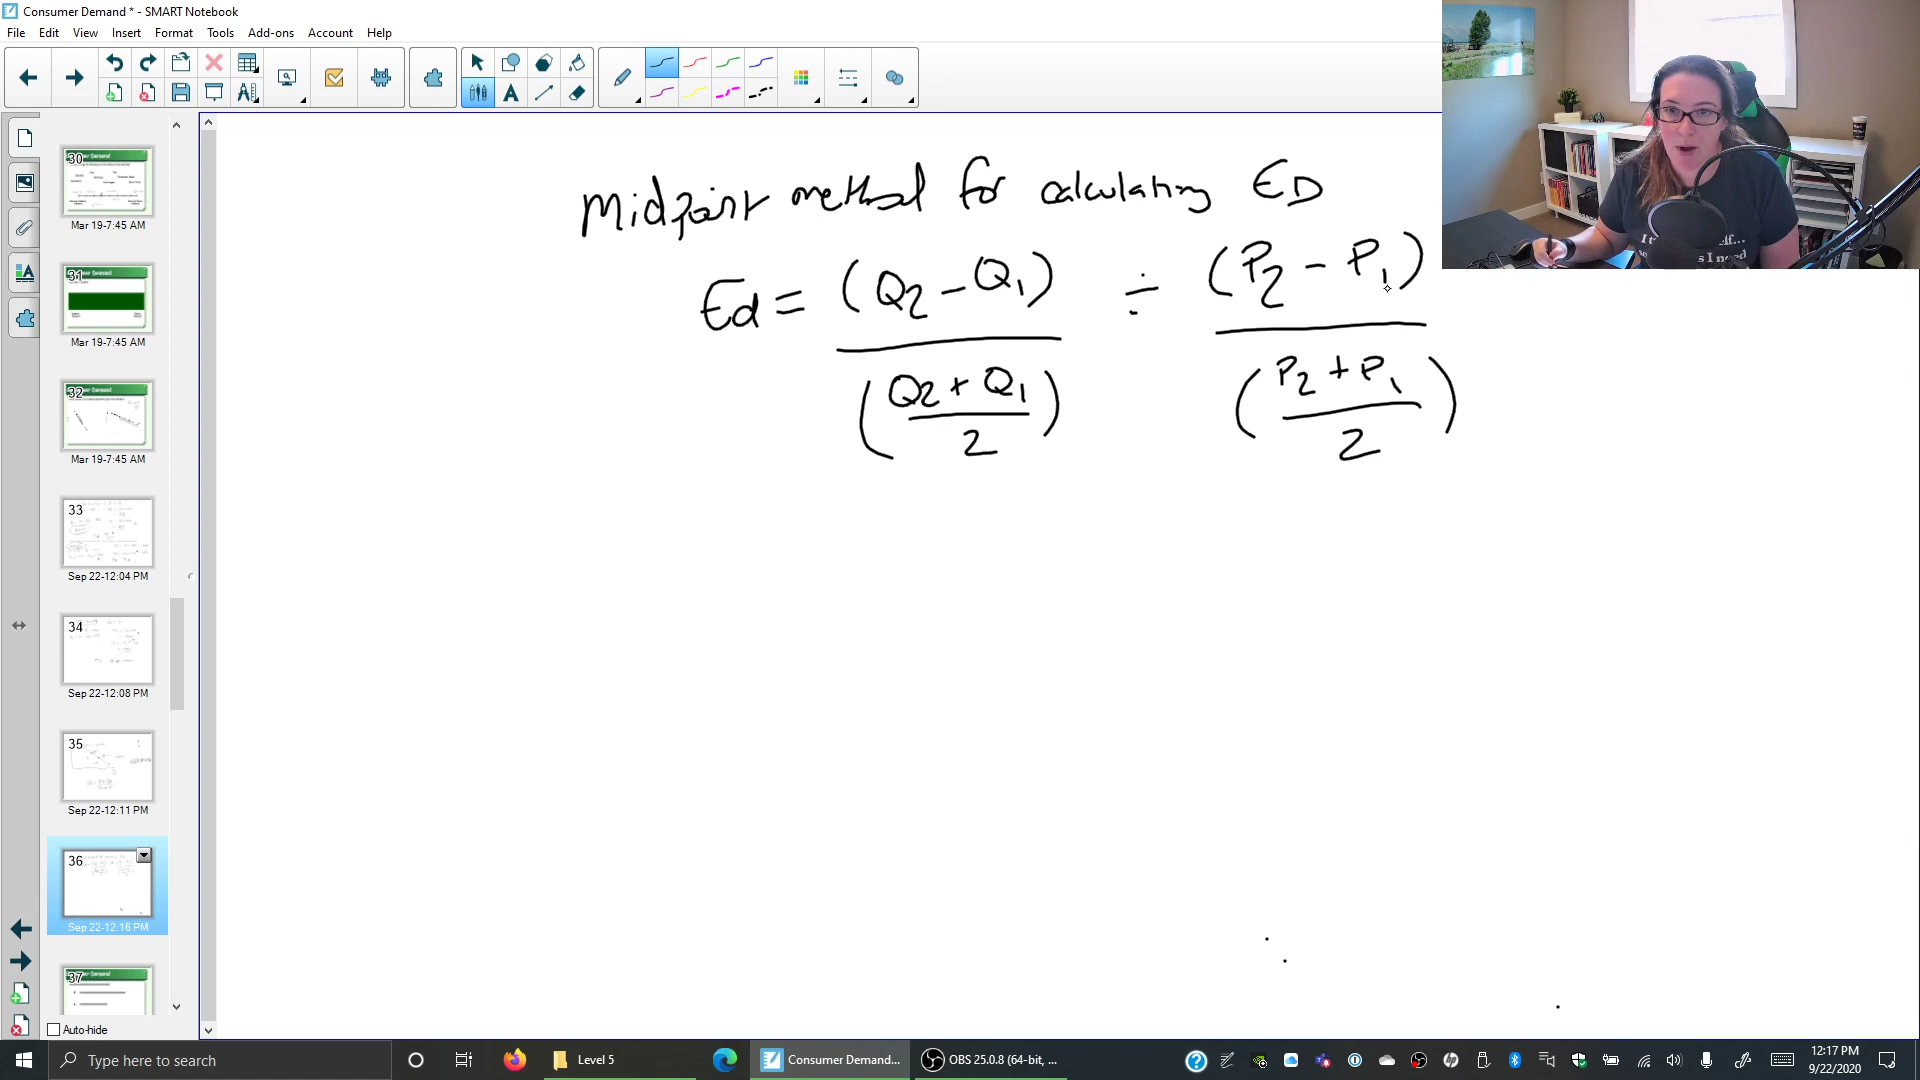 Consumer Demand * - SMART Notebook
File Edit View Insert Format Tools Add-ons Account Help
30
Mar 19-7:45 AM
31
Mar 19-7:45 AM
32
Mar 19-7:45 AM
33
Sep 22-12:04 PM
34
Sep 22-12:08 PM
35
Sep 22-12:11 PM
36
Sep 22-12:16 PM
37
Auto-hide
Midpoint method for calculating ED
Ed = (Q2 - Q1) ÷ (P2 - P1)
(Q2 + Q1) (P2 + P1)
2 2
Type here to search
Level 5
Consumer Demand...
OBS 25.0.8 (64-bit, ...
12:17 PM
9/22/2020